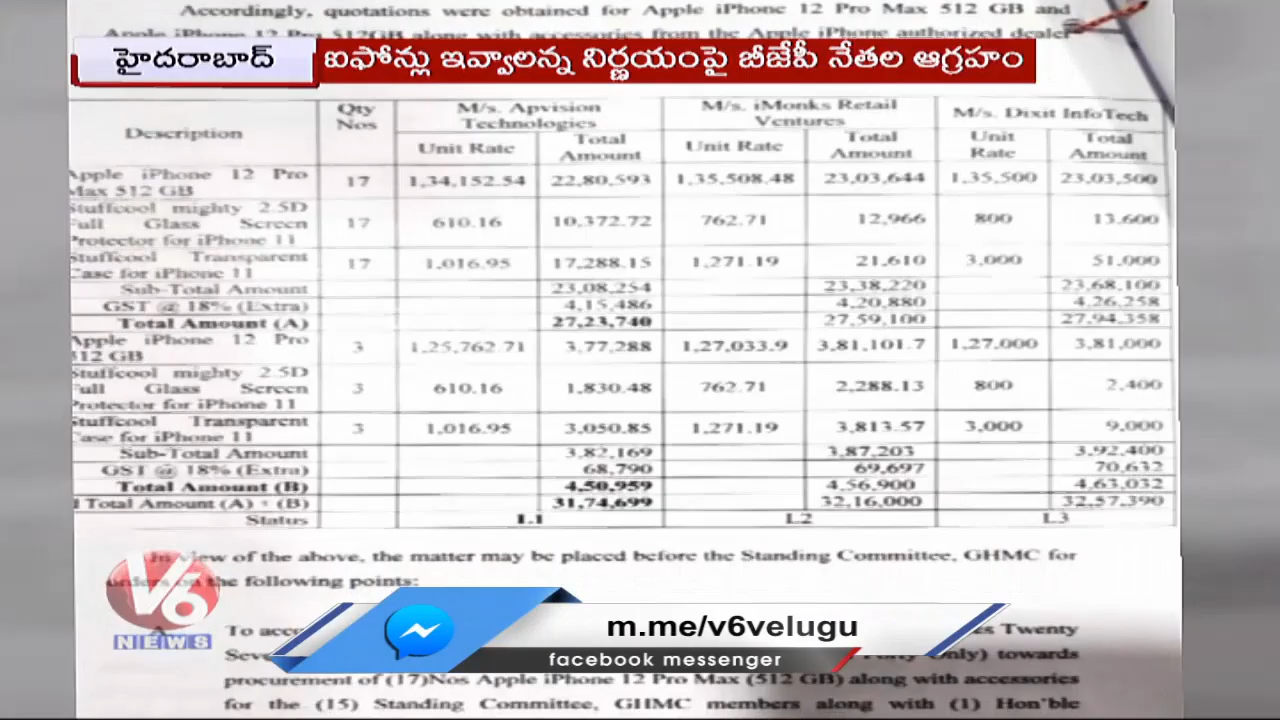 Accordingly, quotations were obtained for Apple iPhone 12 Pro Max 512 GB and
హైదరాబాద్ ఐఫోన్లు ఇవ్వాలన్న నిర్ణయంపై బీజేపీ నేతల ఆగ్రహం
Description Qty Nos M/s. Apvision Technologies M/s. iMonks Retail Ventures M/s. Dixit InfoTech
Unit Rate Total Amount Unit Rate Total Amount Unit Rate Total Amount
Apple iPhone 12 Pro Max 512 GB 17 1,34,152.54 22,80,593 1,35,508.48 23,03,644 1,35,500 23,03,500
Stuffcool mighty 2.5D Full Glass Screen Protector for iPhone 11 17 610.16 10,372.72 762.71 12,966 800 13,600
Stuffcool Transparent Case for iPhone 11 17 1,016.95 17,288.15 1,271.19 21,610 3,000 51,000
Sub-Total Amount 23,08,254 23,38,220 23,68,100
GST @ 18% (Extra) 4,15,486 4,20,880 4,26,258
Total Amount (A) 27,23,740 27,59,100 27,94,358
Apple iPhone 12 Pro 512 GB 3 1,25,762.71 3,77,288 1,27,033.9 3,81,101.7 1,27,000 3,81,000
Stuffcool mighty 2.5D Full Glass Screen Protector for iPhone 11 3 610.16 1,830.48 762.71 2,288.13 800 2,400
Stuffcool Transparent Case for iPhone 11 3 1,016.95 3,050.85 1,271.19 3,813.57 3,000 9,000
Sub-Total Amount 3,82,169 3,87,203 3,92,400
GST @ 18% (Extra) 68,790 69,697 70,632
Total Amount (B) 4,50,959 4,56,900 4,63,032
Total Amount (A) + (B) 31,74,699 32,16,000 32,57,390
Status L1 L2 L3
In view of the above, the matter may be placed before the Standing Committee, GHMC for
orders on the following points:
V6
NEWS
m.me/v6velugu
facebook messenger
To Twenty
Only) towards
procurement of (17)Nos Apple iPhone 12 Pro Max (512 GB) along with accessories
for the (15) Standing Committee, GHMC members along with (1) Hon'ble